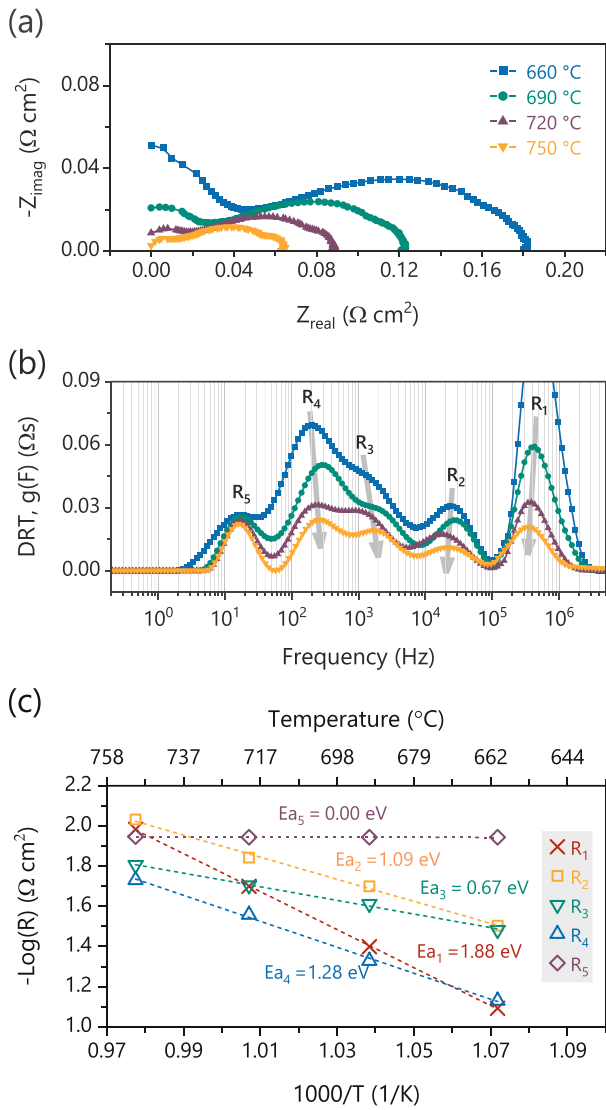 (a)
-Z_imag (Ω cm²)
0.08
0.04
0.00
660 °C
690 °C
720 °C
750 °C
0.00 0.04 0.08 0.12 0.16 0.20
Z_real (Ω cm²)
(b)
DRT, g(F) (Ωs)
0.09
0.06
0.03
0.00
R₅ R₄ R₃ R₂ R₁
10⁰ 10¹ 10² 10³ 10⁴ 10⁵ 10⁶
Frequency (Hz)
(c)
Temperature (°C)
758 737 717 698 679 662 644
-Log(R) (Ω cm²)
2.2
2.0
1.8
1.6
1.4
1.2
1.0
Ea₅ = 0.00 eV
Ea₂ = 1.09 eV
Ea₃ = 0.67 eV
Ea₁ = 1.88 eV
Ea₄ = 1.28 eV
R₁
R₂
R₃
R₄
R₅
0.97 0.99 1.01 1.03 1.05 1.07 1.09
1000/T (1/K)